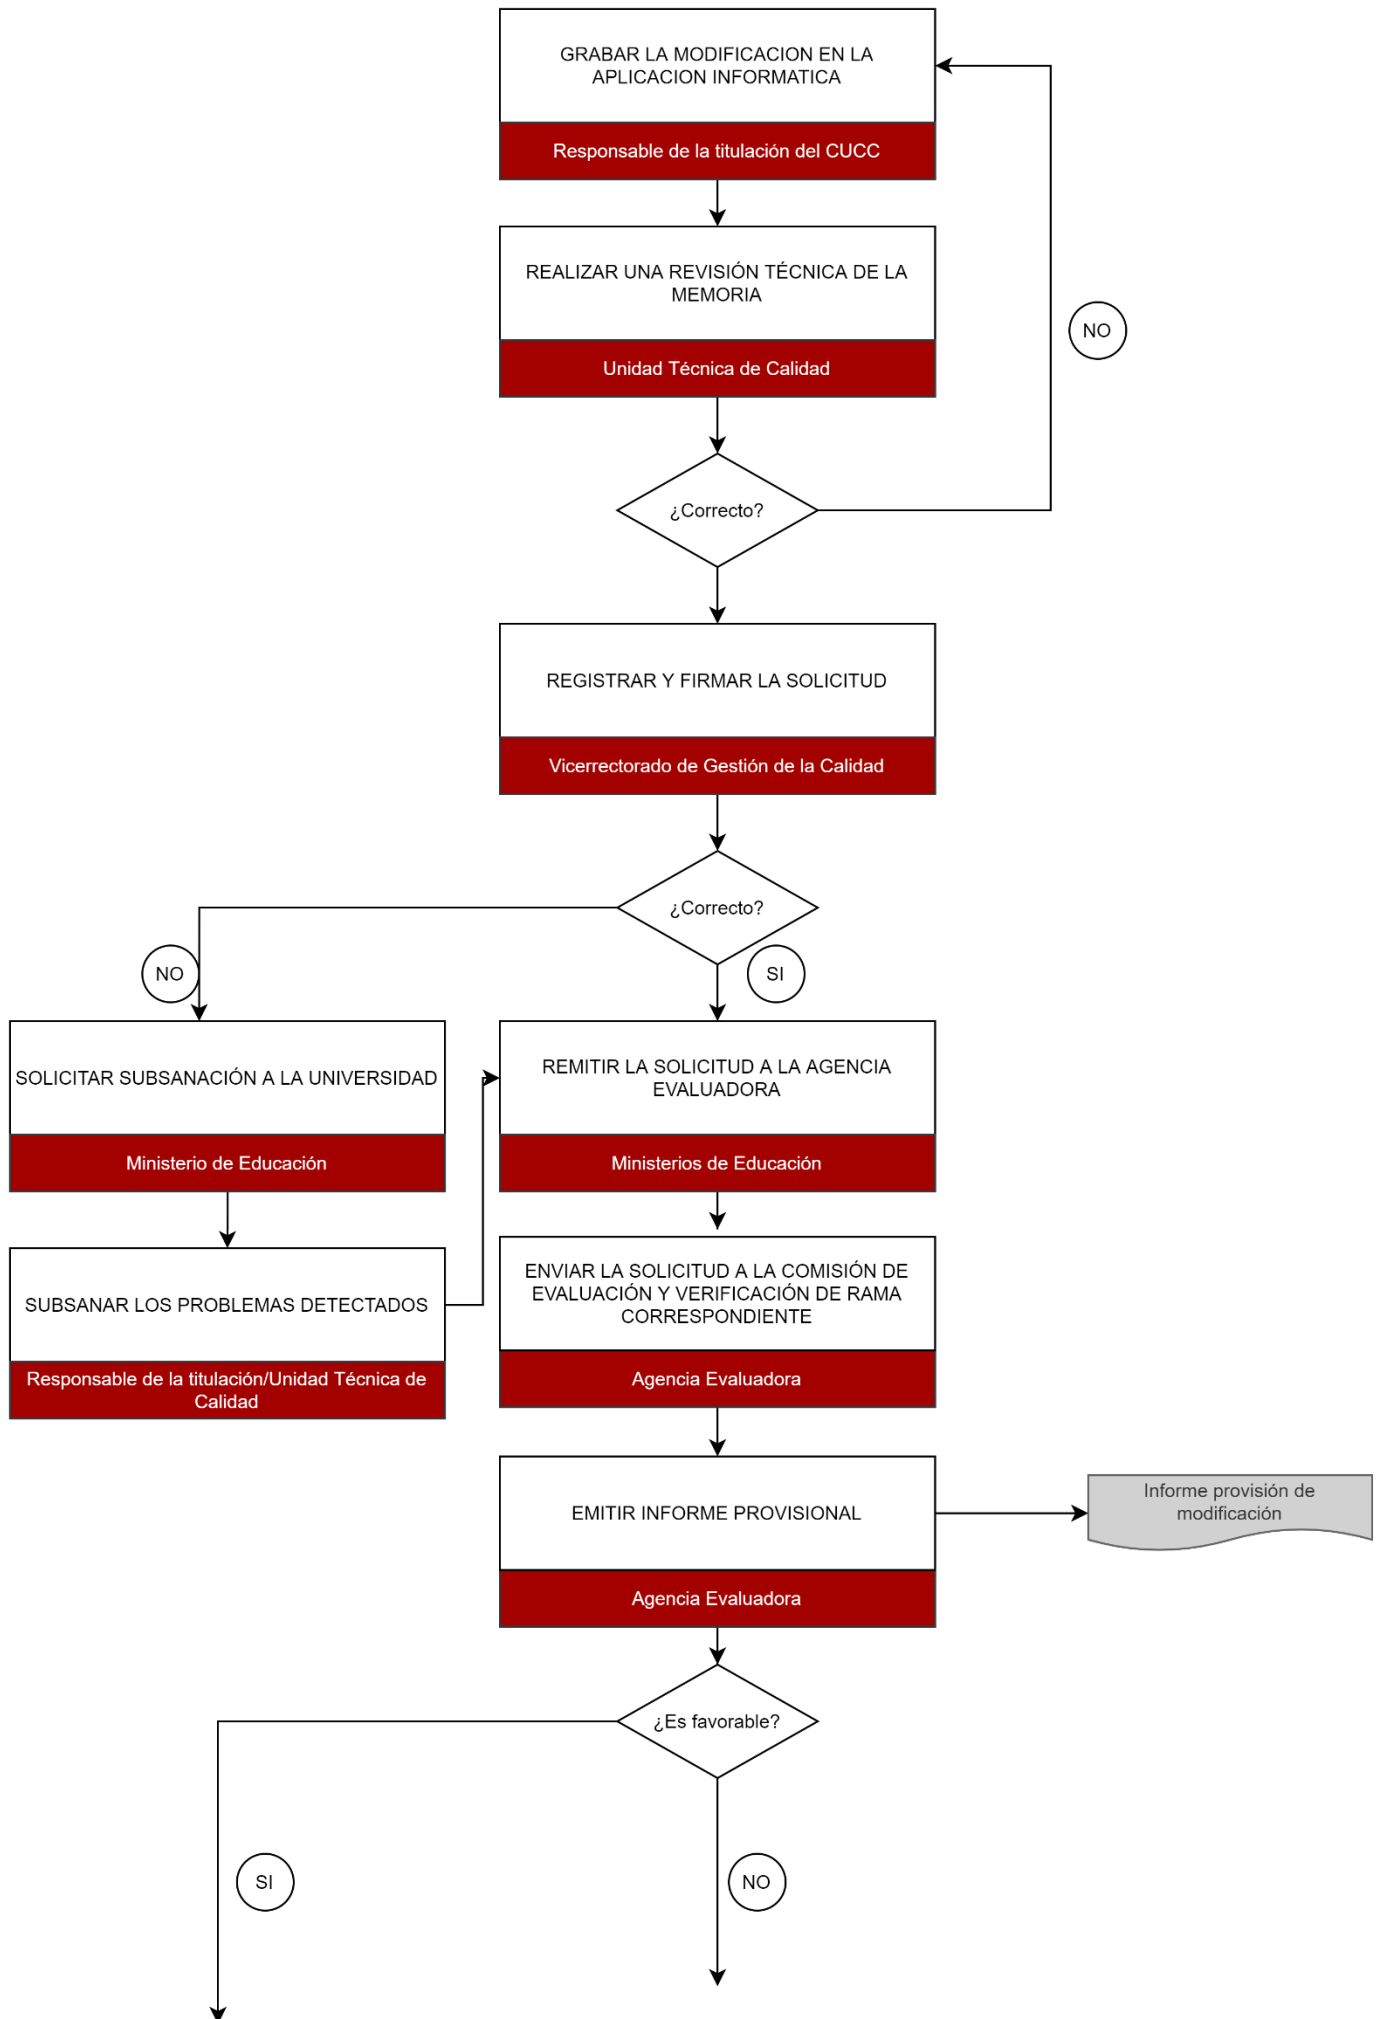 GRABAR LA MODIFICACION EN LA
APLICACION INFORMATICA
Responsable de la titulación del CUCC
REALIZAR UNA REVISIÓN TÉCNICA DE LA
MEMORIA
Unidad Técnica de Calidad
NO
¿Correcto?
REGISTRAR Y FIRMAR LA SOLICITUD
Vicerrectorado de Gestión de la Calidad
¿Correcto?
NO
SI
SOLICITAR SUBSANACIÓN A LA UNIVERSIDAD
Ministerio de Educación
REMITIR LA SOLICITUD A LA AGENCIA
EVALUADORA
Ministerios de Educación
SUBSANAR LOS PROBLEMAS DETECTADOS
Responsable de la titulación/Unidad Técnica de
Calidad
ENVIAR LA SOLICITUD A LA COMISIÓN DE
EVALUACIÓN Y VERIFICACIÓN DE RAMA
CORRESPONDIENTE
Agencia Evaluadora
EMITIR INFORME PROVISIONAL
Agencia Evaluadora
Informe provisión de
modificación
¿Es favorable?
SI
NO